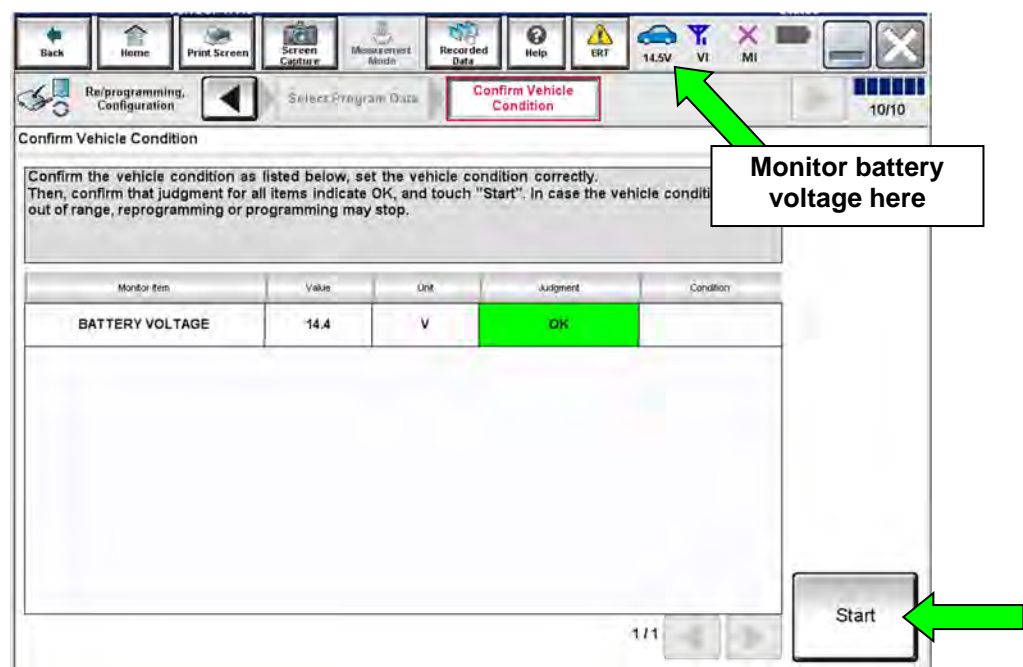 Back
Home
Print Screen
Screen
Capture
Measurement
Mode
Recorded
Data
Help
ERT
14.5V
VI
MI
Re/programming,
Configuration
Select Program Data
Confirm Vehicle
Condition
10/10
Confirm Vehicle Condition
Monitor battery
voltage here
Confirm the vehicle condition as listed below, set the vehicle condition correctly.
Then, confirm that judgment for all items indicate OK, and touch "Start". In case the vehicle conditi
out of range, reprogramming or programming may stop.
Monitor Item
Value
Unit
Judgment
Condition
BATTERY VOLTAGE
14.4
V
OK
1/1
Start